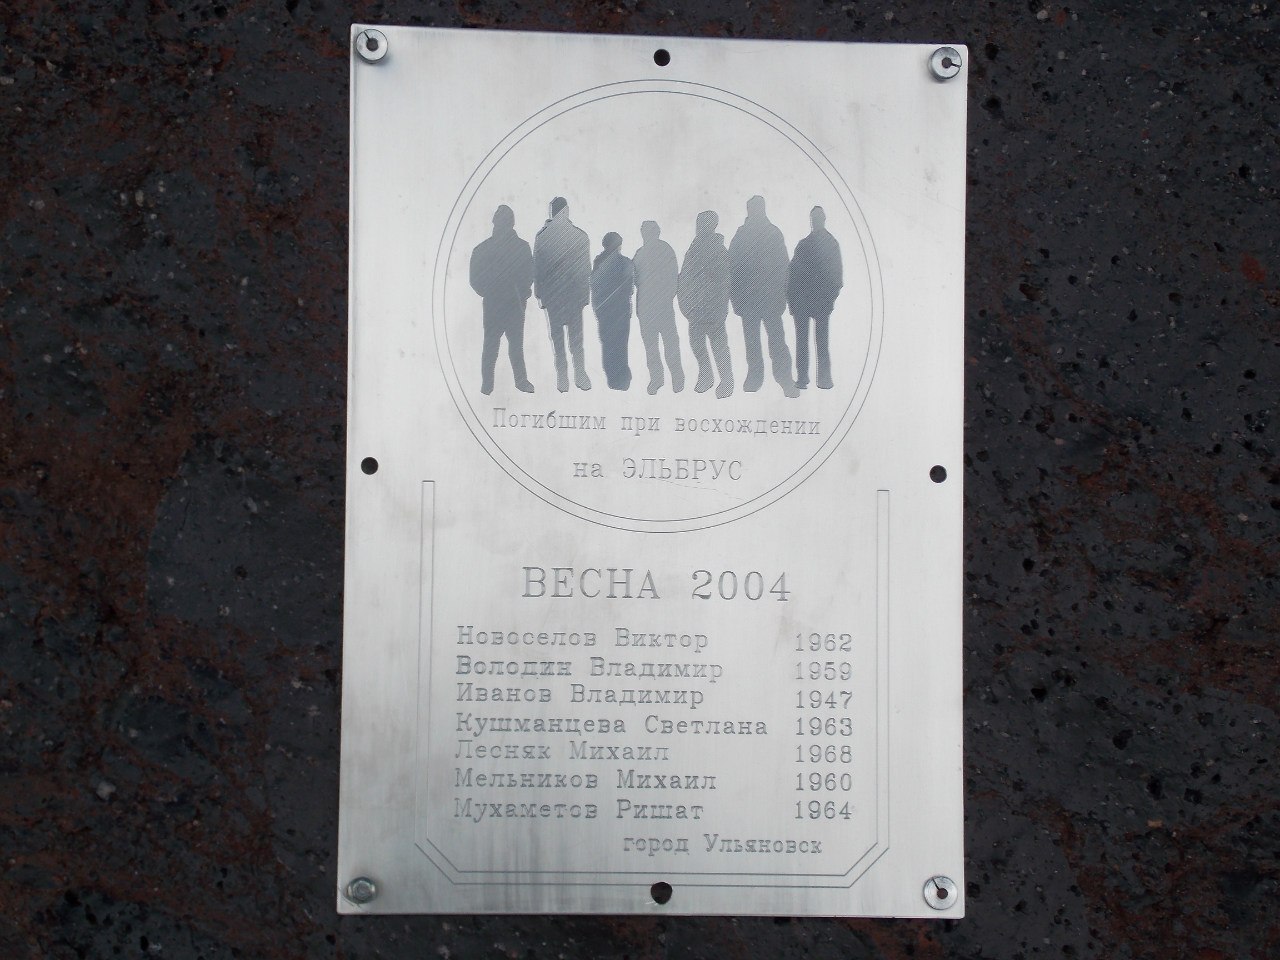 Погибшим при восхождении
на ЭЛЬБРУС
ВЕСНА 2004
Новоселов Виктор 1962
Володин Владимир 1959
Иванов Владимир 1947
Кушманцева Светлана 1963
Лесняк Михаил 1968
Мельников Михаил 1960
Мухаметов Ришат 1964
город Ульяновск